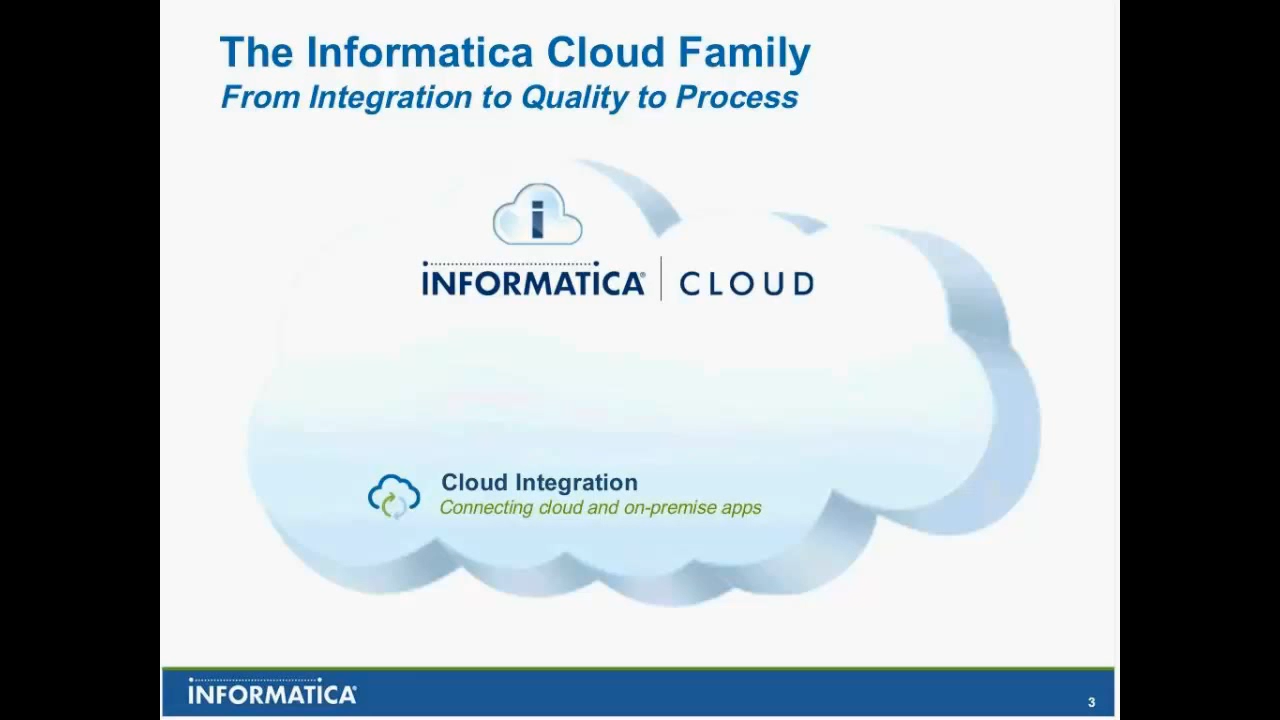 The Informatica Cloud Family
From Integration to Quality to Process
i
INFORMATICA® | CLOUD
Cloud Integration
Connecting cloud and on-premise apps
INFORMATICA®
3